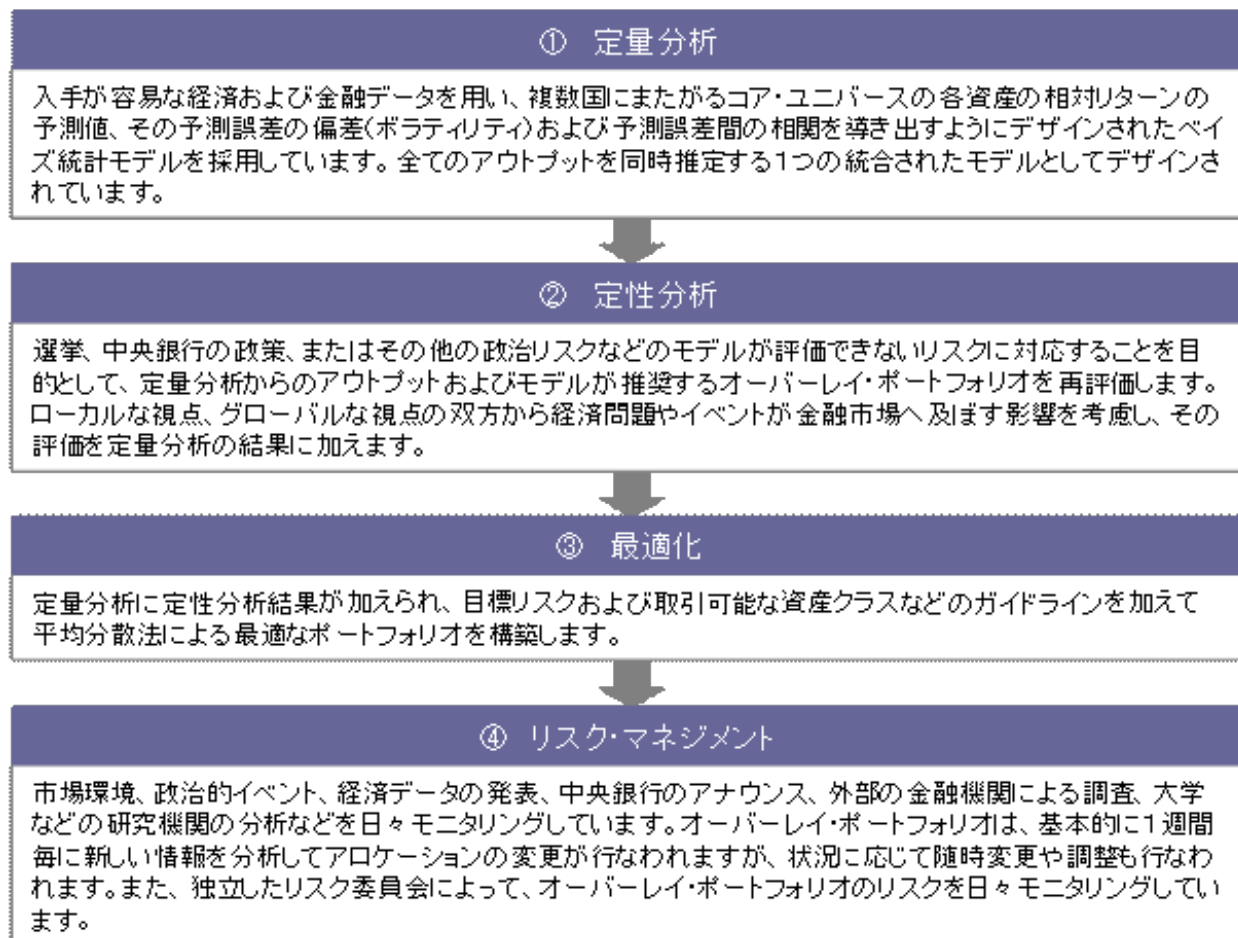 ① 定量分析
入手が容易な経済および金融データを用い、複数国にまたがるコア・ユニバースの各資産の相対リターンの
予測値、その予測誤差の偏差(ボラティリティ)および予測誤差間の相関を導き出すようにデザインされたベイ
ズ統計モデルを採用しています。全てのアウトプットを同時推定する1つの統合されたモデルとしてデザインさ
れています。
② 定性分析
選挙、中央銀行の政策、またはその他の政治リスクなどのモデルが評価できないリスクに対応することを目
的として、定量分析からのアウトプットおよびモデルが推奨するオーバーレイ・ポートフォリオを再評価します。
ローカルな視点、グローバルな視点の双方から経済問題やイベントが金融市場へ及ぼす影響を考慮し、その
評価を定量分析の結果に加えます。
③ 最適化
定量分析に定性分析結果が加えられ、目標リスクおよび取引可能な資産クラスなどのガイドラインを加えて
平均分散法による最適なポートフォリオを構築します。
④ リスク・マネジメント
市場環境、政治的イベント、経済データの発表、中央銀行のアナウンス、外部の金融機関による調査、大学
などの研究機関の分析などを日々モニタリングしています。オーバーレイ・ポートフォリオは、基本的に1週間
毎に新しい情報を分析してアロケーションの変更が行なわれますが、状況に応じて随時変更や調整も行なわ
れます。また、独立したリスク委員会によって、オーバーレイ・ポートフォリオのリスクを日々モニタリングしてい
ます。